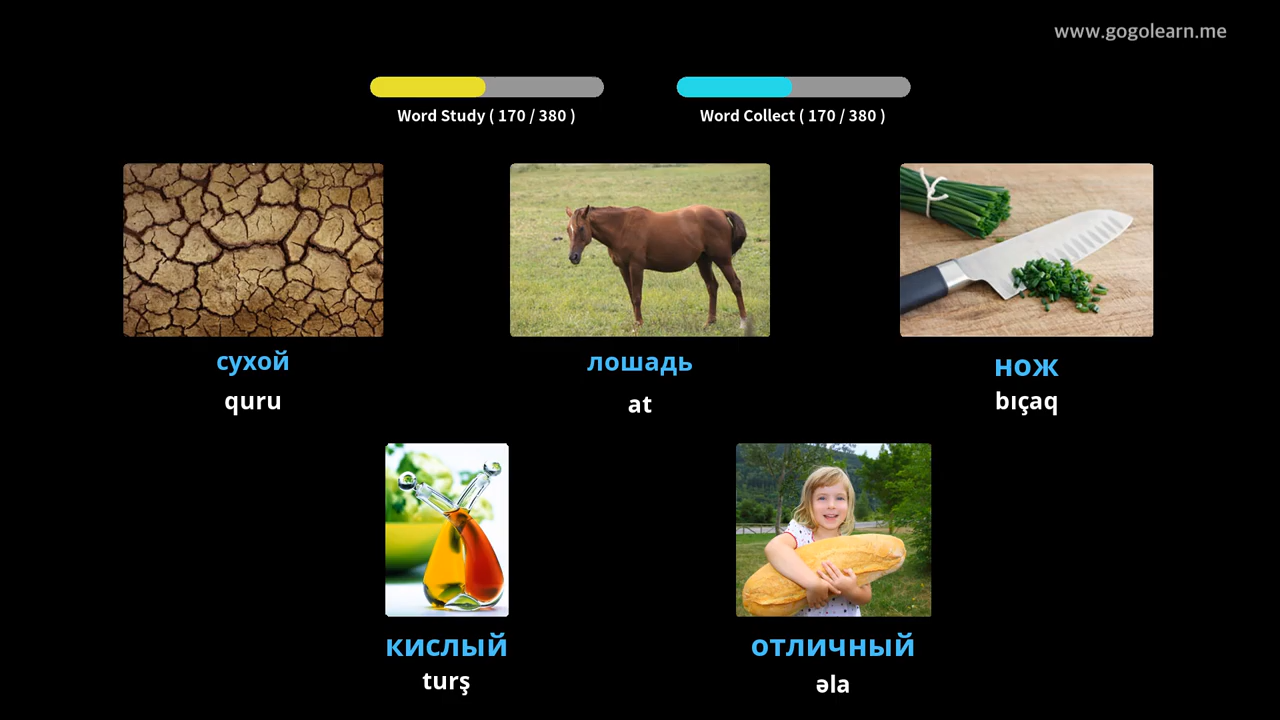 www.gogolearn.me
Word Study ( 170 / 380 )
Word Collect ( 170 / 380 )
сухой
quru
лошадь
at
нож
bıçaq
кислый
turş
отличный
əla